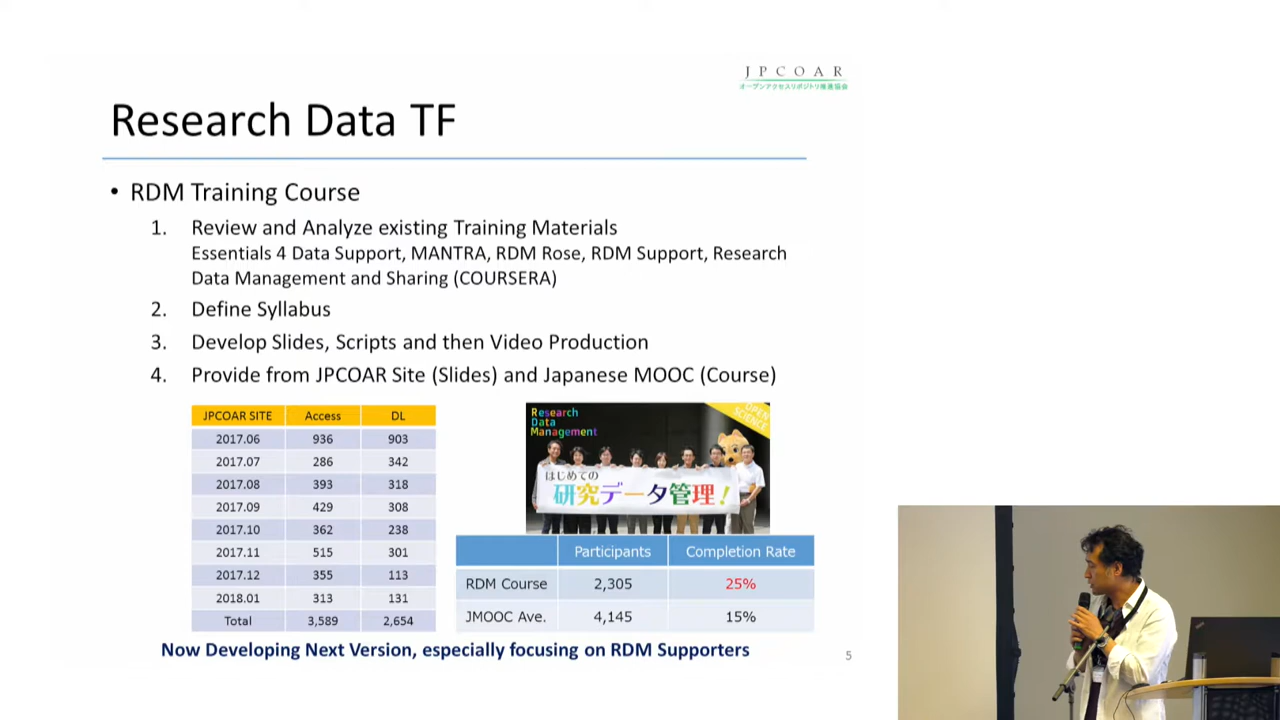 JPCOAR
オープンアクセスリポジトリ推進協会
Research Data TF
• RDM Training Course
1. Review and Analyze existing Training Materials
Essentials 4 Data Support, MANTRA, RDM Rose, RDM Support, Research
Data Management and Sharing (COURSERA)
2. Define Syllabus
3. Develop Slides, Scripts and then Video Production
4. Provide from JPCOAR Site (Slides) and Japanese MOOC (Course)
JPCOAR SITE Access DL
2017.06 936 903
2017.07 286 342
2017.08 393 318
2017.09 429 308
2017.10 362 238
2017.11 515 301
2017.12 355 113
2018.01 313 131
Total 3,589 2,654
Research
Data
Management
OPEN
SCIENCE
はじめての
研究データ管理!
Participants Completion Rate
RDM Course 2,305 25%
JMOOC Ave. 4,145 15%
Now Developing Next Version, especially focusing on RDM Supporters
5